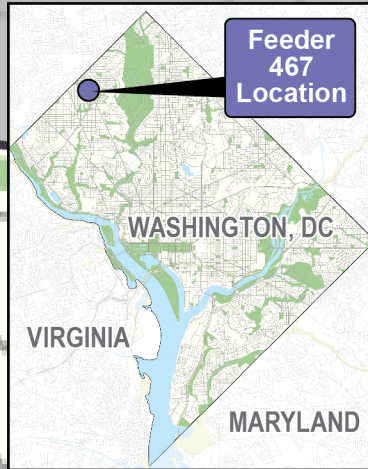 Feeder
467
Location
WASHINGTON, DC
VIRGINIA
MARYLAND